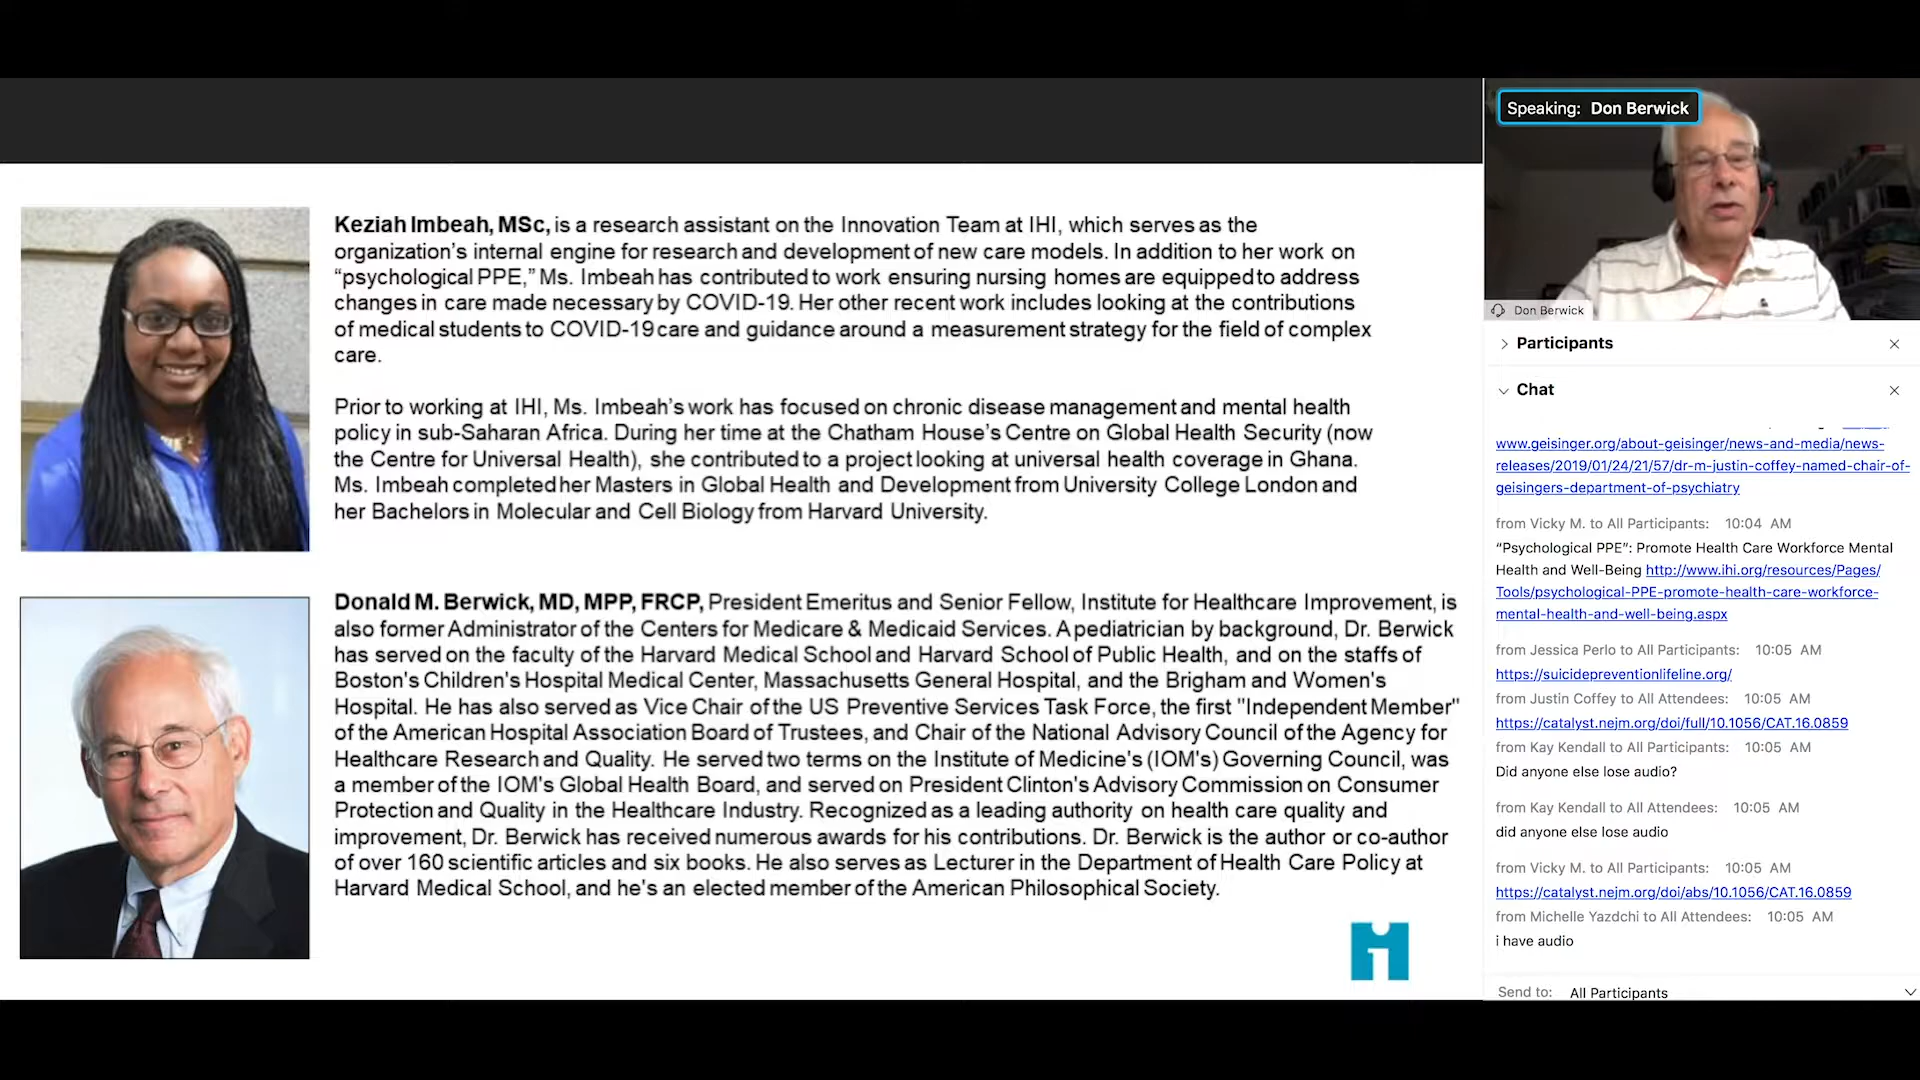 Keziah Imbeah, MSc, is a research assistant on the Innovation Team at IHI, which serves as the
organization's internal engine for research and development of new care models. In addition to her work on
“psychological PPE,” Ms. Imbeah has contributed to work ensuring nursing homes are equipped to address
changes in care made necessary by COVID-19. Her other recent work includes looking at the contributions
of medical students to COVID-19 care and guidance around a measurement strategy for the field of complex
care.
Prior to working at IHI, Ms. Imbeah's work has focused on chronic disease management and mental health
policy in sub-Saharan Africa. During her time at the Chatham House's Centre on Global Health Security (now
the Centre for Universal Health), she contributed to a project looking at universal health coverage in Ghana.
Ms. Imbeah completed her Masters in Global Health and Development from University College London and
her Bachelors in Molecular and Cell Biology from Harvard University.
Donald M. Berwick, MD, MPP, FRCP, President Emeritus and Senior Fellow, Institute for Healthcare Improvement, is
also former Administrator of the Centers for Medicare & Medicaid Services. A pediatrician by background, Dr. Berwick
has served on the faculty of the Harvard Medical School and Harvard School of Public Health, and on the staffs of
Boston's Children's Hospital Medical Center, Massachusetts General Hospital, and the Brigham and Women's
Hospital. He has also served as Vice Chair of the US Preventive Services Task Force, the first "Independent Member"
of the American Hospital Association Board of Trustees, and Chair of the National Advisory Council of the Agency for
Healthcare Research and Quality. He served two terms on the Institute of Medicine's (IOM's) Governing Council, was
a member of the IOM's Global Health Board, and served on President Clinton's Advisory Commission on Consumer
Protection and Quality in the Healthcare Industry. Recognized as a leading authority on health care quality and
improvement, Dr. Berwick has received numerous awards for his contributions. Dr. Berwick is the author or co-author
of over 160 scientific articles and six books. He also serves as Lecturer in the Department of Health Care Policy at
Harvard Medical School, and he's an elected member of the American Philosophical Society.
Speaking: Don Berwick
Don Berwick
Participants
Chat
www.geisinger.org/about-geisinger/news-and-media/news-
releases/2019/01/24/21/57/dr-m-justin-coffey-named-chair-of-
geisingers-department-of-psychiatry
from Vicky M. to All Participants: 10:04 AM
“Psychological PPE”: Promote Health Care Workforce Mental
Health and Well-Being http://www.ihi.org/resources/Pages/
Tools/psychological-PPE-promote-health-care-workforce-
mental-health-and-well-being.aspx
from Jessica Perlo to All Participants: 10:05 AM
https://suicidepreventionlifeline.org/
from Justin Coffey to All Attendees: 10:05 AM
https://catalyst.nejm.org/doi/full/10.1056/CAT.16.0859
from Kay Kendall to All Participants: 10:05 AM
Did anyone else lose audio?
from Kay Kendall to All Attendees: 10:05 AM
did anyone else lose audio
from Vicky M. to All Participants: 10:05 AM
https://catalyst.nejm.org/doi/abs/10.1056/CAT.16.0859
from Michelle Yazdchi to All Attendees: 10:05 AM
i have audio
Send to: All Participants